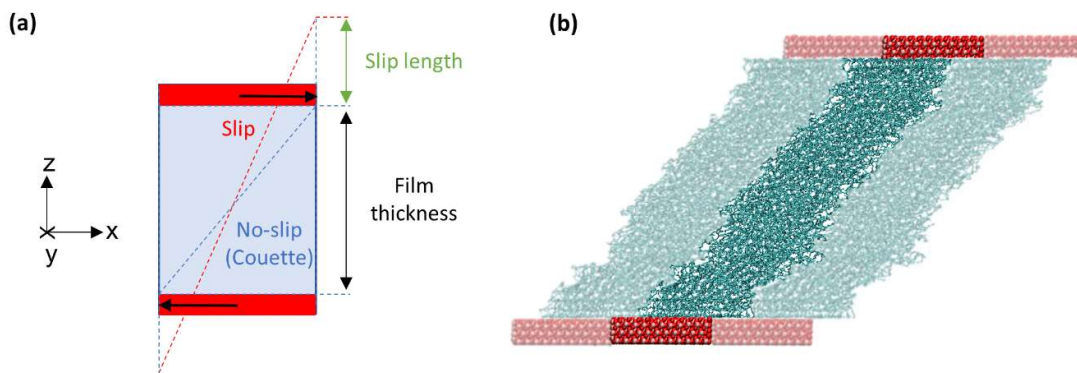 (a)
Slip length
Slip
Film
thickness
No-slip
(Couette)
z
x
y
(b)